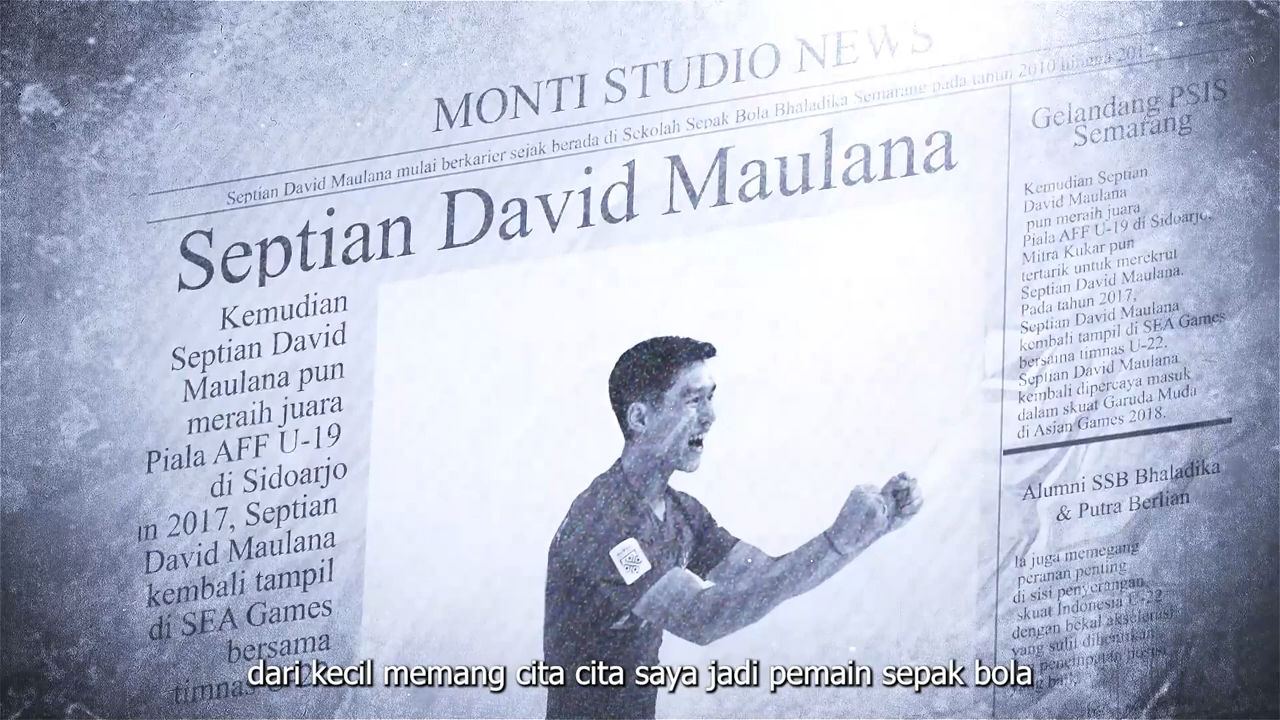 MONTI STUDIO NEWS
Septian David Maulana mulai berkarier sejak berada di Sekolah Sepak Bola Bhaladika Semarang pada tahun 2010 hingga
Septian David Maulana
Kemudian
Septian David
Maulana pun
meraih juara
Piala AFF U-19
di Sidoarjo
2017, Septian
David Maulana
kembali tampil
di SEA Games
bersama
timnas
Gelandang PSIS
Semarang
Kemudian Septian
David Maulana
pun meraih juara
Piala AFF U-19 di Sidoarjo,
Mitra Kukar pun
tertarik untuk merekrut
Septian David Maulana.
Pada tahun 2017,
Septian David Maulana
kembali tampil di SEA Games
bersama timnas U-22.
Septian David Maulana
kembali dipercaya masuk
dalam skuat Garuda Muda
di Asian Games 2018.
Alumni SSB Bhaladika
& Putra Berlian
Ia juga memegang
peranan penting
di sisi penyerangan
skuat Indonesia U-22
dengan bekal akselerasi
yang sulit
dari kecil memang cita cita saya jadi pemain sepak bola